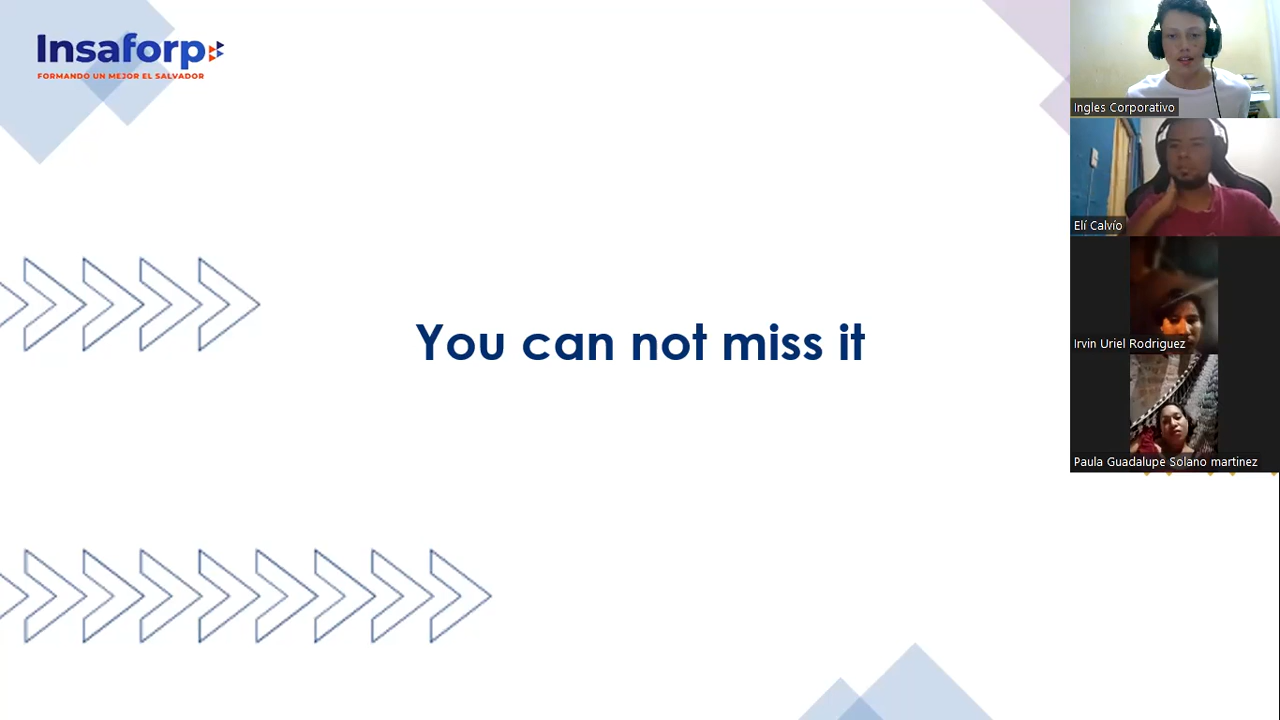 Insaforp
FORMANDO UN MEJOR EL SALVADOR
You can not miss it
Ingles Corporativo
Elí Calvío
Irvin Uriel Rodriguez
Paula Guadalupe Solano martinez